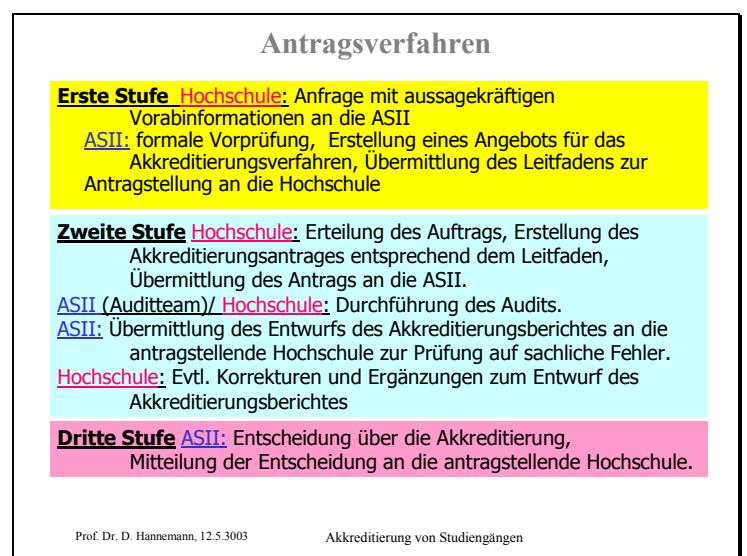 Antragsverfahren
Erste Stufe Hochschule: Anfrage mit aussagekräftigen
Vorabinformationen an die ASII
ASII: formale Vorprüfung, Erstellung eines Angebots für das
Akkreditierungsverfahren, Übermittlung des Leitfadens zur
Antragstellung an die Hochschule
Zweite Stufe Hochschule: Erteilung des Auftrags, Erstellung des
Akkreditierungsantrages entsprechend dem Leitfaden,
Übermittlung des Antrags an die ASII.
ASII (Auditteam)/ Hochschule: Durchführung des Audits.
ASII: Übermittlung des Entwurfs des Akkreditierungsberichtes an die
antragstellende Hochschule zur Prüfung auf sachliche Fehler.
Hochschule: Evtl. Korrekturen und Ergänzungen zum Entwurf des
Akkreditierungsberichtes
Dritte Stufe ASII: Entscheidung über die Akkreditierung,
Mitteilung der Entscheidung an die antragstellende Hochschule.
Prof. Dr. D. Hannemann, 12.5.3003 Akkreditierung von Studiengängen